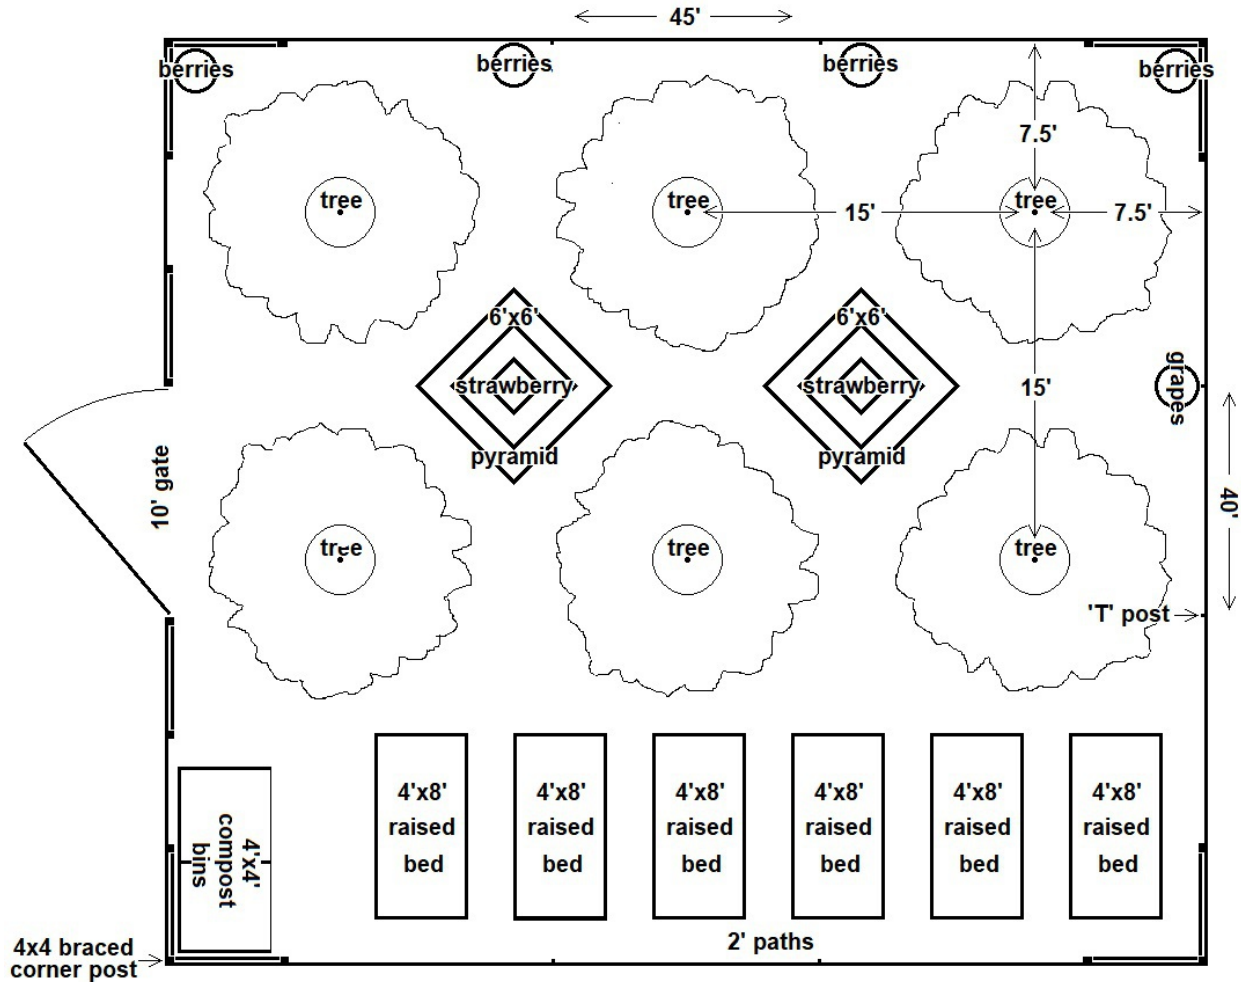 45'
berries
berries
berries
berries
7.5'
tree
tree
15'
tree
7.5'
6'x6'
strawberry
pyramid
6'x6'
strawberry
pyramid
15'
grapes
40'
10' gate
tree
tree
tree
'T' post
4'x8'
raised
bed
4'x8'
raised
bed
4'x8'
raised
bed
4'x8'
raised
bed
4'x8'
raised
bed
4'x8'
raised
bed
4'x4'
compost
bins
2' paths
4x4 braced
corner post